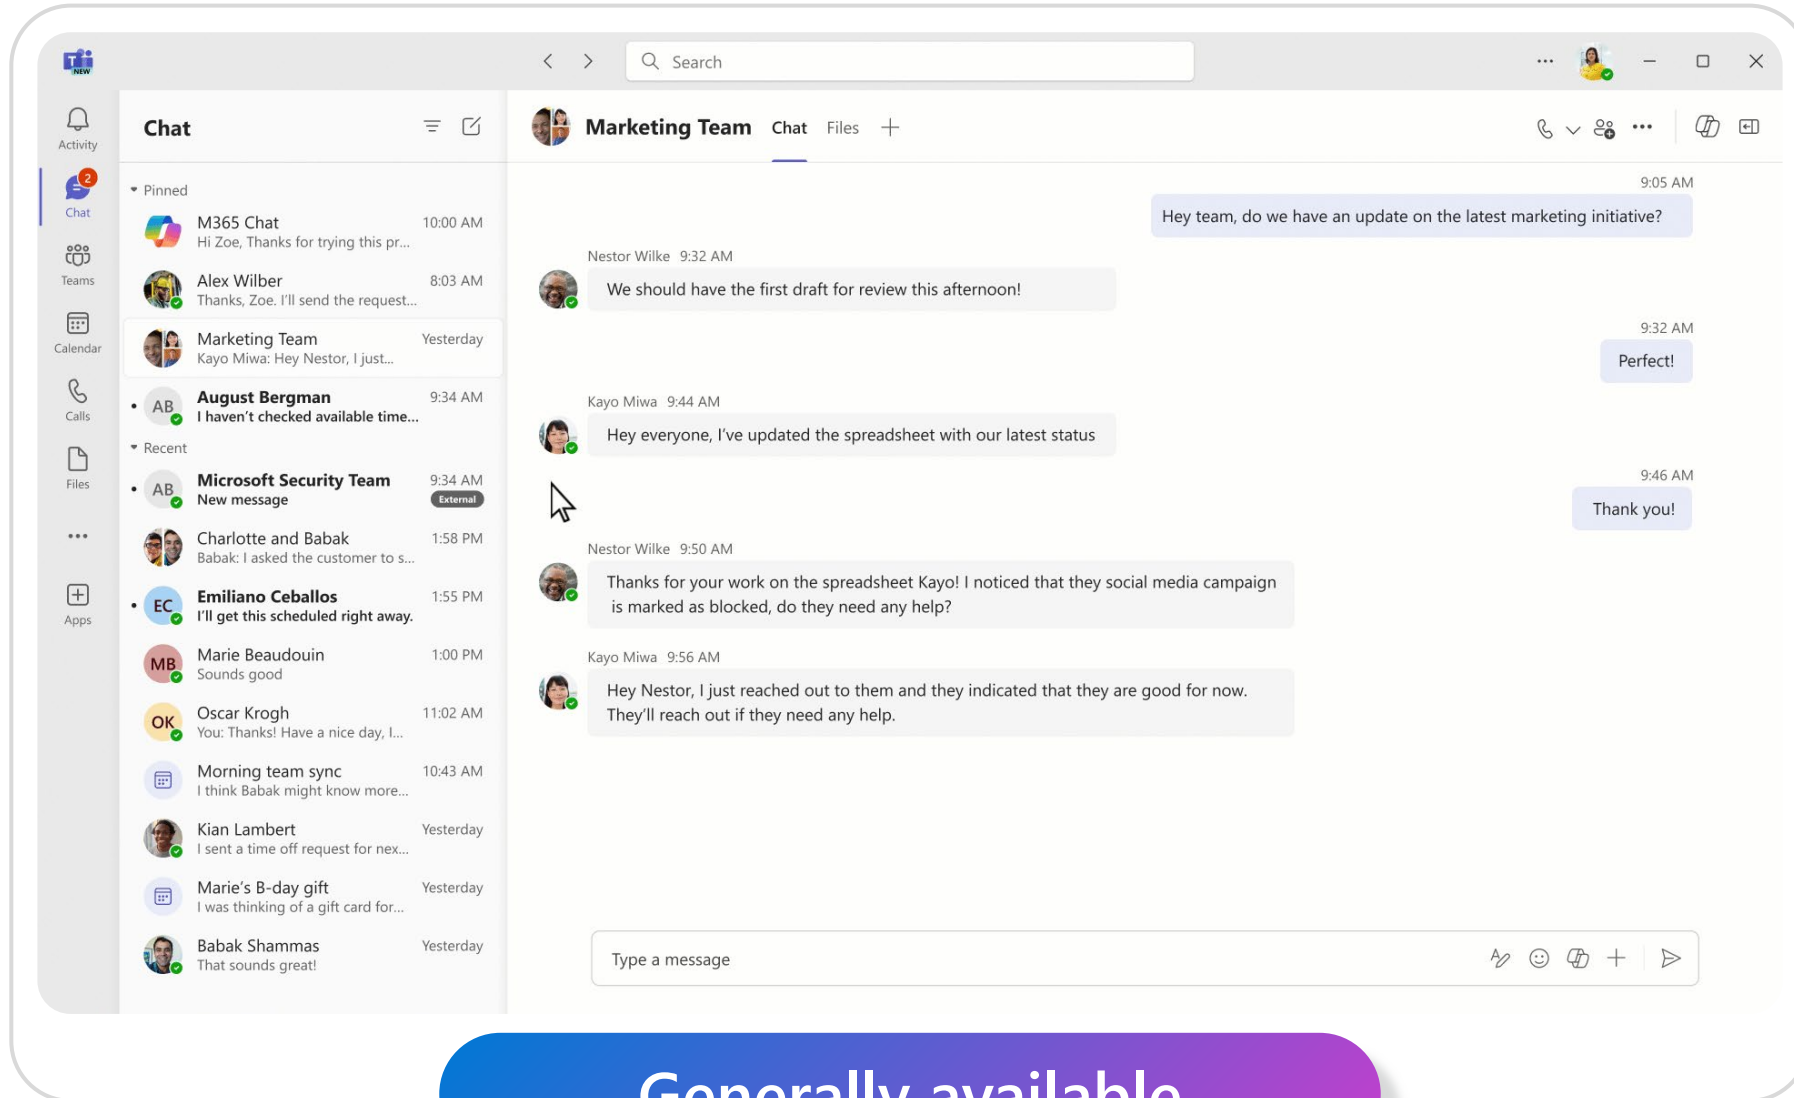 T
NEW
Search
Activity
2
Chat
Teams
Calendar
Calls
Files
Apps
Chat
Pinned
M365 Chat 10:00 AM
Hi Zoe, Thanks for trying this pr...
Alex Wilber 8:03 AM
Thanks, Zoe. I'll send the request...
Marketing Team Yesterday
Kayo Miwa: Hey Nestor, I just...
AB August Bergman 9:34 AM
I haven't checked available time...
Recent
AB Microsoft Security Team 9:34 AM
New message External
Charlotte and Babak 1:58 PM
Babak: I asked the customer to s...
EC Emiliano Ceballos 1:55 PM
I'll get this scheduled right away.
MB Marie Beaudouin 1:00 PM
Sounds good
OK Oscar Krogh 11:02 AM
You: Thanks! Have a nice day, I...
Morning team sync 10:43 AM
I think Babak might know more...
Kian Lambert Yesterday
I sent a time off request for nex...
Marie's B-day gift Yesterday
I was thinking of a gift card for...
Babak Shammas Yesterday
That sounds great!
Marketing Team Chat Files
9:05 AM
Hey team, do we have an update on the latest marketing initiative?
Nestor Wilke 9:32 AM
We should have the first draft for review this afternoon!
9:32 AM
Perfect!
Kayo Miwa 9:44 AM
Hey everyone, I've updated the spreadsheet with our latest status
9:46 AM
Thank you!
Nestor Wilke 9:50 AM
Thanks for your work on the spreadsheet Kayo! I noticed that they social media campaign
is marked as blocked, do they need any help?
Kayo Miwa 9:56 AM
Hey Nestor, I just reached out to them and they indicated that they are good for now.
They'll reach out if they need any help.
Type a message
Generally available